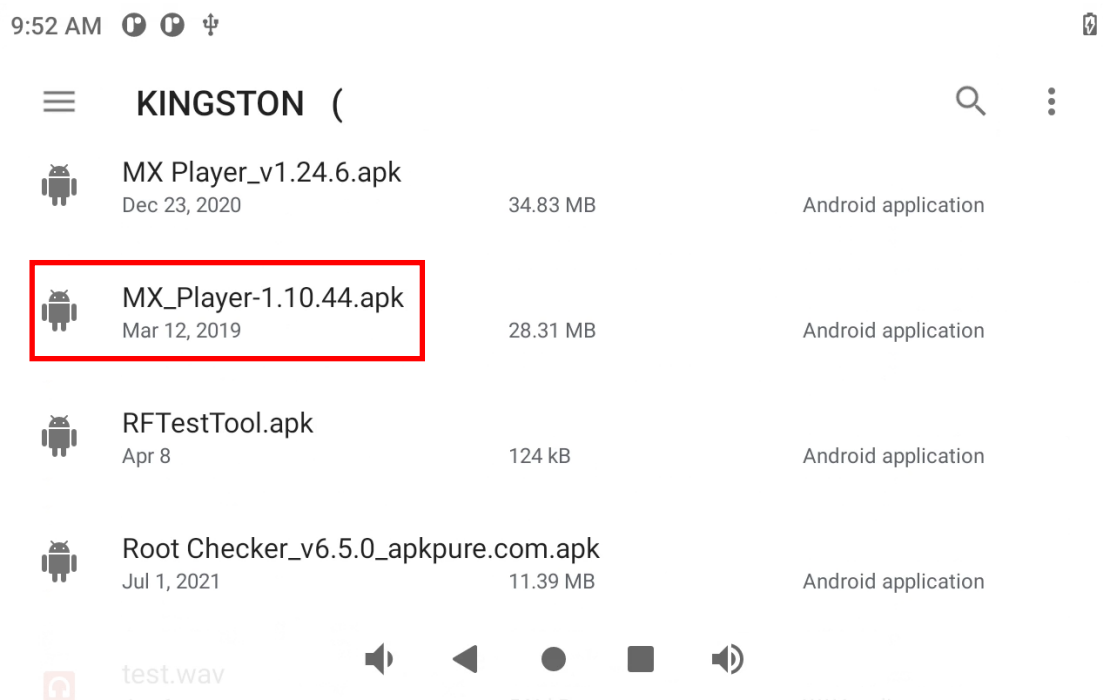 9:52 AM
KINGSTON (
MX Player_v1.24.6.apk
Dec 23, 2020 34.83 MB Android application
MX_Player-1.10.44.apk
Mar 12, 2019 28.31 MB Android application
RFTestTool.apk
Apr 8 124 kB Android application
Root Checker_v6.5.0_apkpure.com.apk
Jul 1, 2021 11.39 MB Android application
test.wav